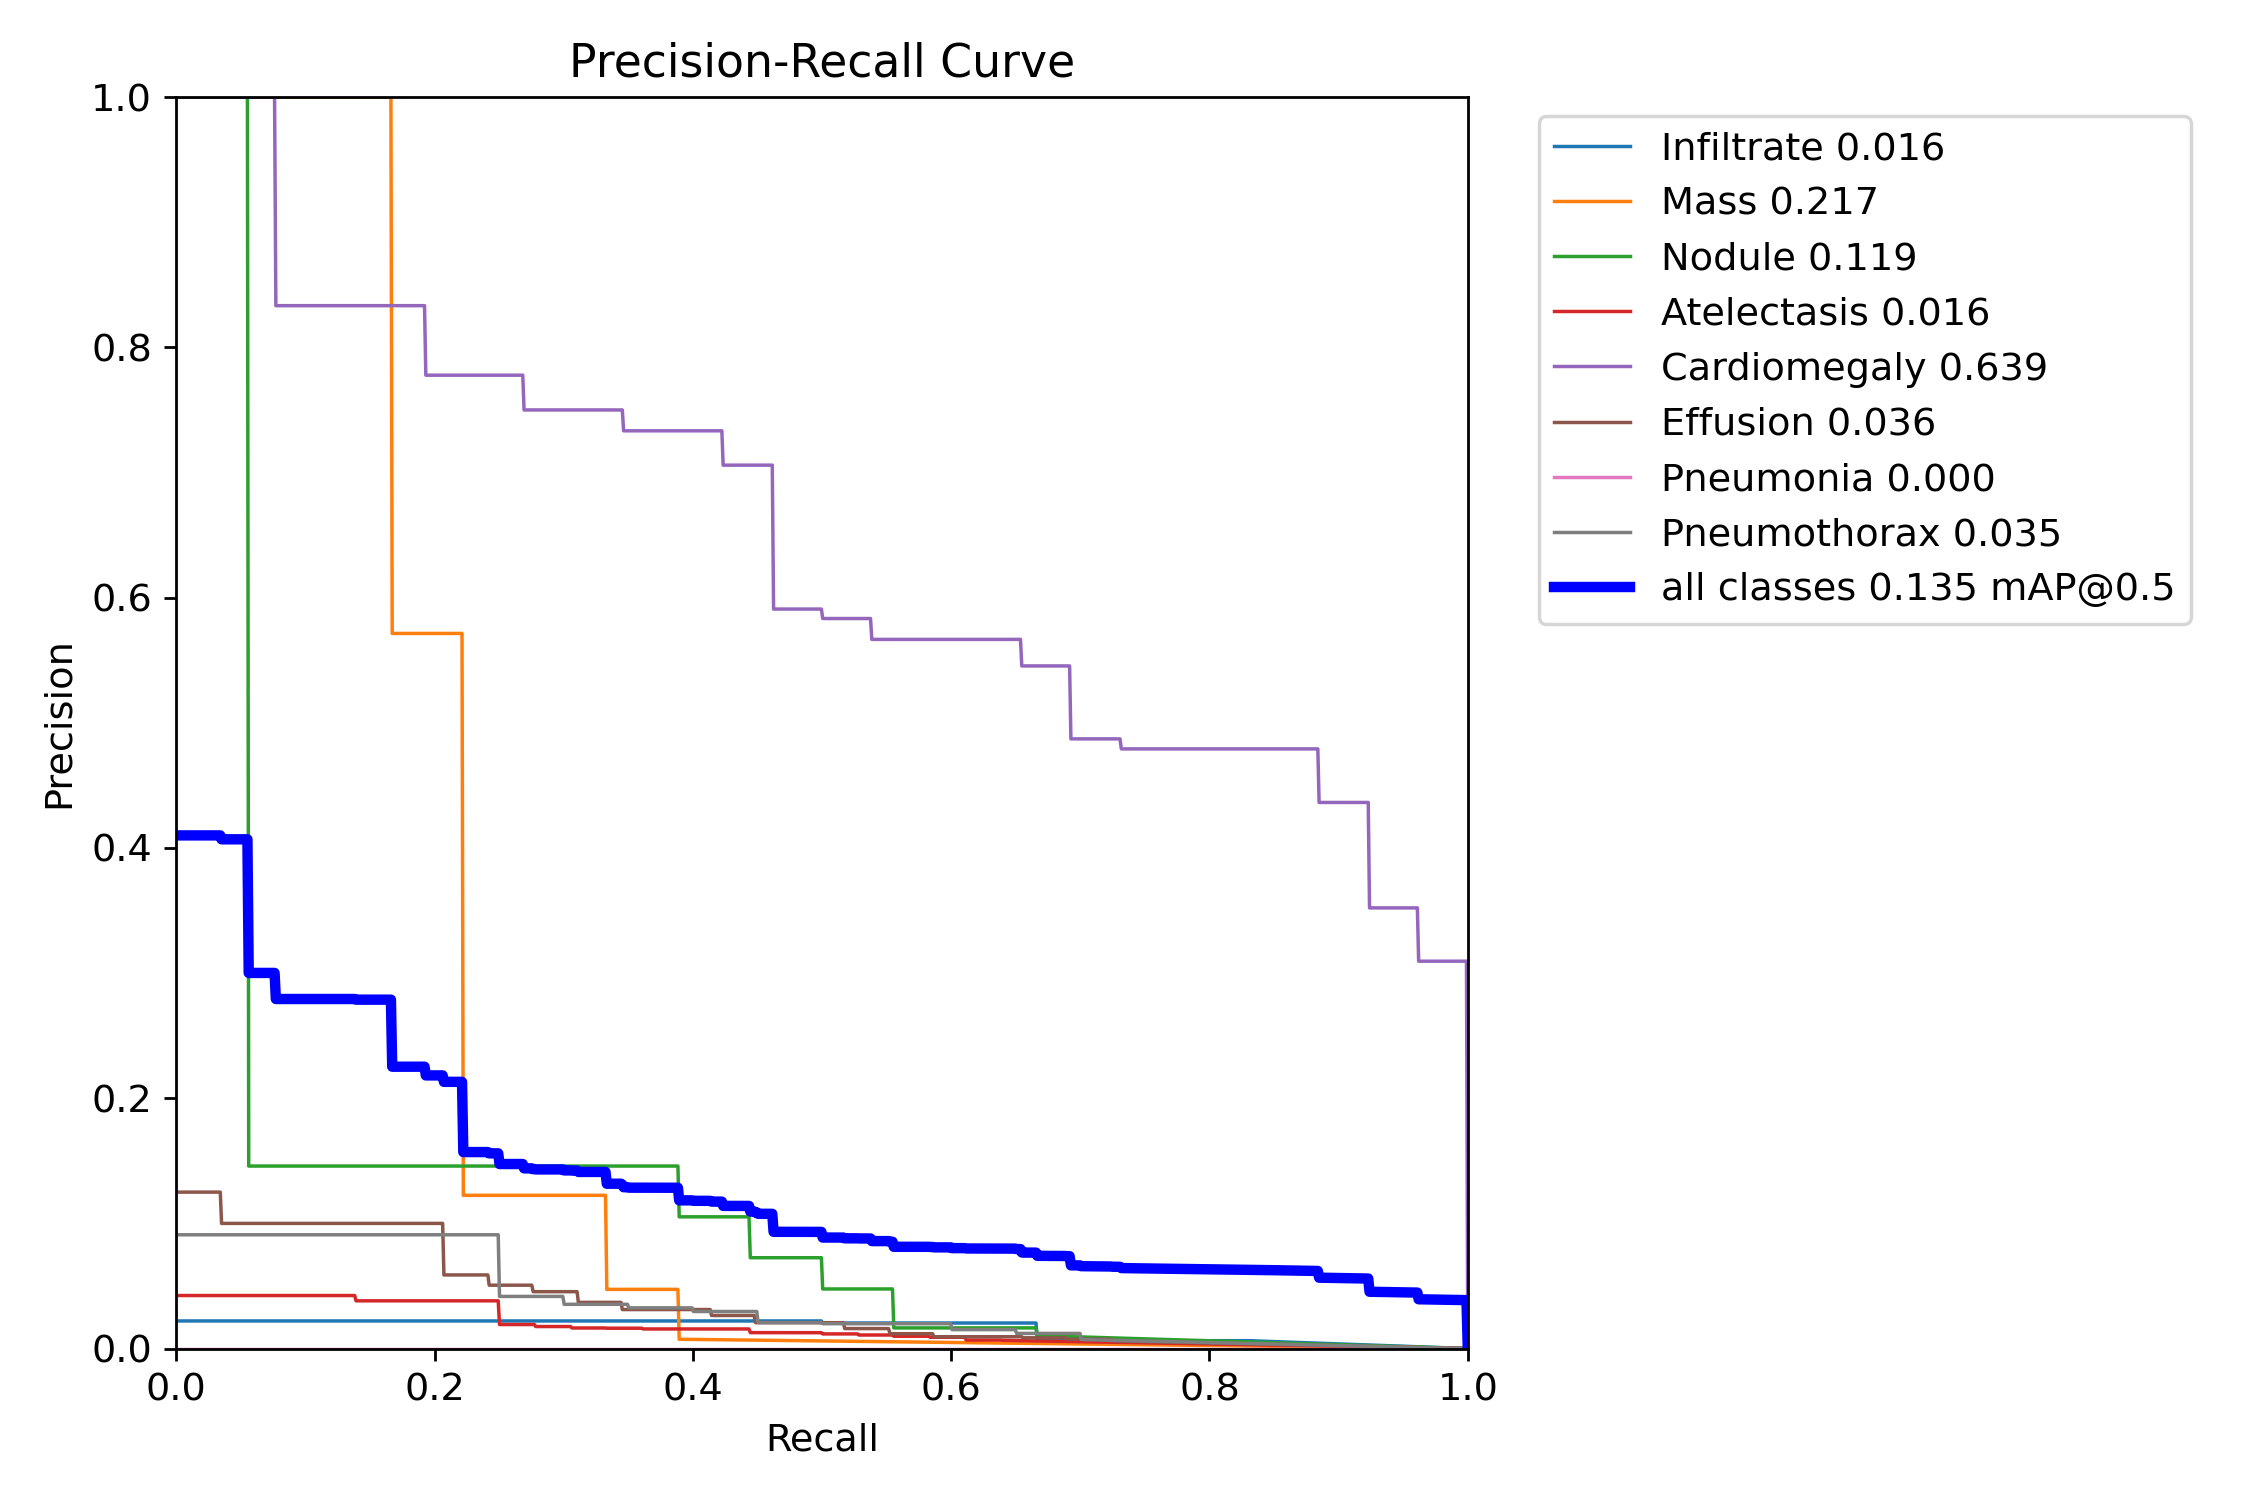 Precision-Recall Curve
1.0
0.8
0.6
0.4
0.2
0.0
Precision
0.0 0.2 0.4 0.6 0.8 1.0
Recall
Infiltrate 0.016
Mass 0.217
Nodule 0.119
Atelectasis 0.016
Cardiomegaly 0.639
Effusion 0.036
Pneumonia 0.000
Pneumothorax 0.035
all classes 0.135 mAP@0.5